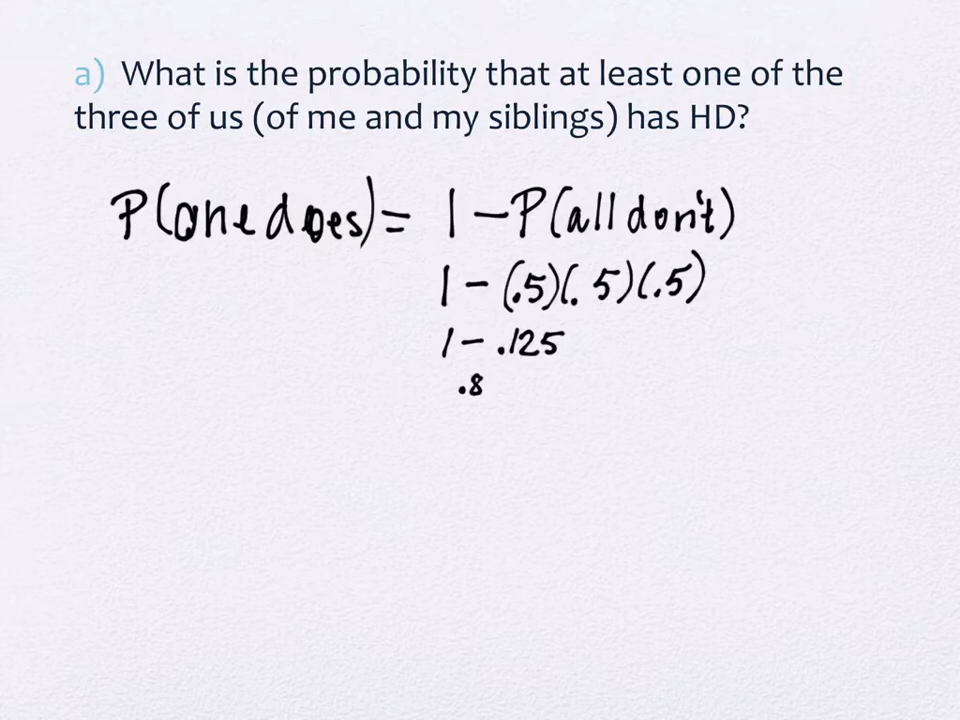 a) What is the probability that at least one of the
three of us (of me and my siblings) has HD?
P(one does) = 1 - P(all don't)
1 - (.5)(.5)(.5)
1 - .125
.8